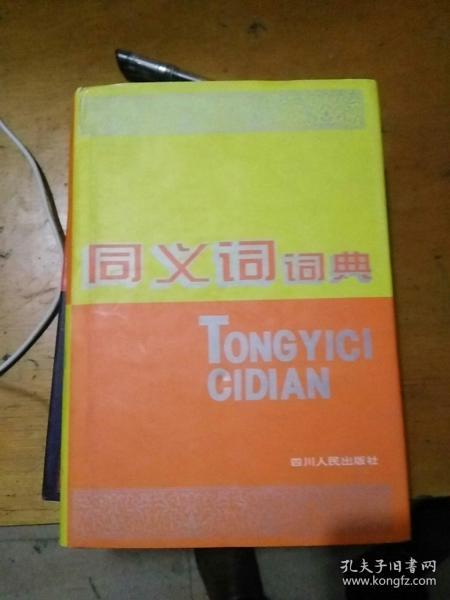 同义词词典
TONGYICI
CIDIAN
四川人民出版社
孔夫子旧书网
www.kongfz.com